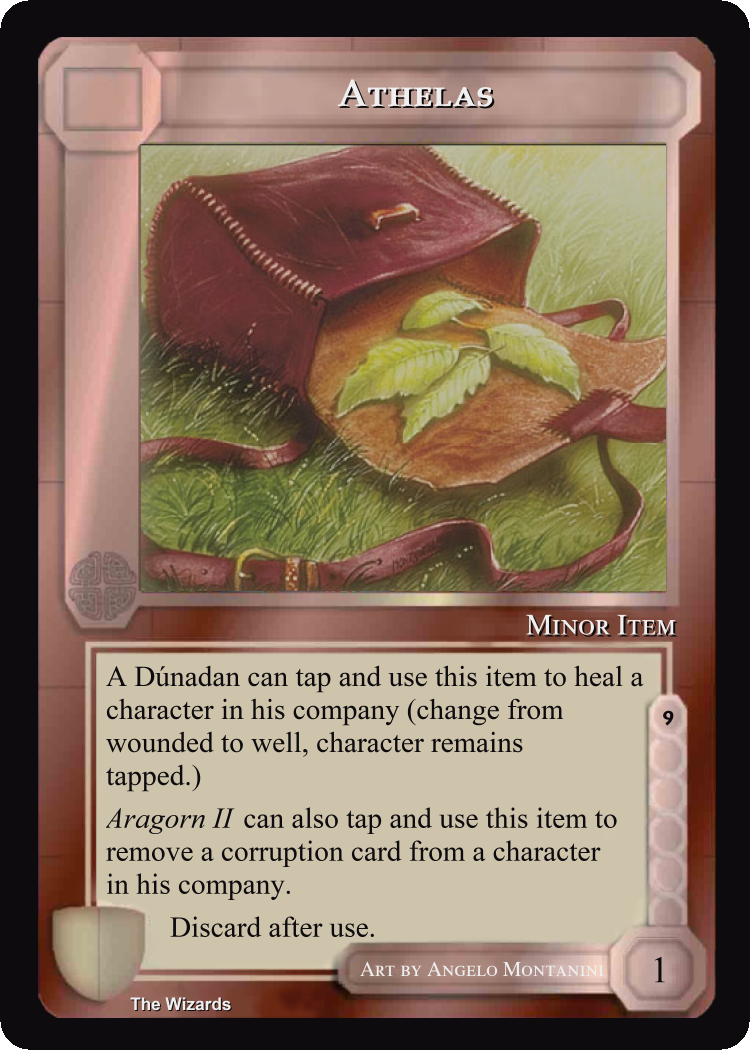 ATHELAS
MINOR ITEM
A Dúnadan can tap and use this item to heal a
character in his company (change from
wounded to well, character remains
tapped.)
9
Aragorn II can also tap and use this item to
remove a corruption card from a character
in his company.
Discard after use.
ART BY ANGELO MONTANINI
1
The Wizards